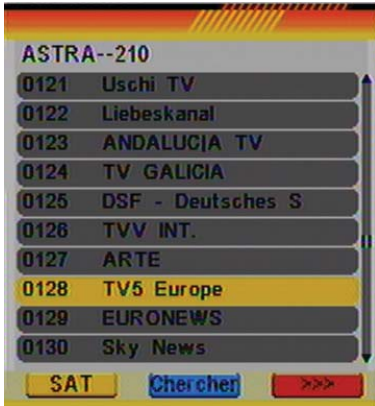 ASTRA--210
0121 Uschi TV
0122 Liebeskanal
0123 ANDALUCIA TV
0124 TV GALICIA
0125 DSF - Deutsches S
0126 TVV INT.
0127 ARTE
0128 TV5 Europe
0129 EURONEWS
0130 Sky News
SAT Chercher >>>